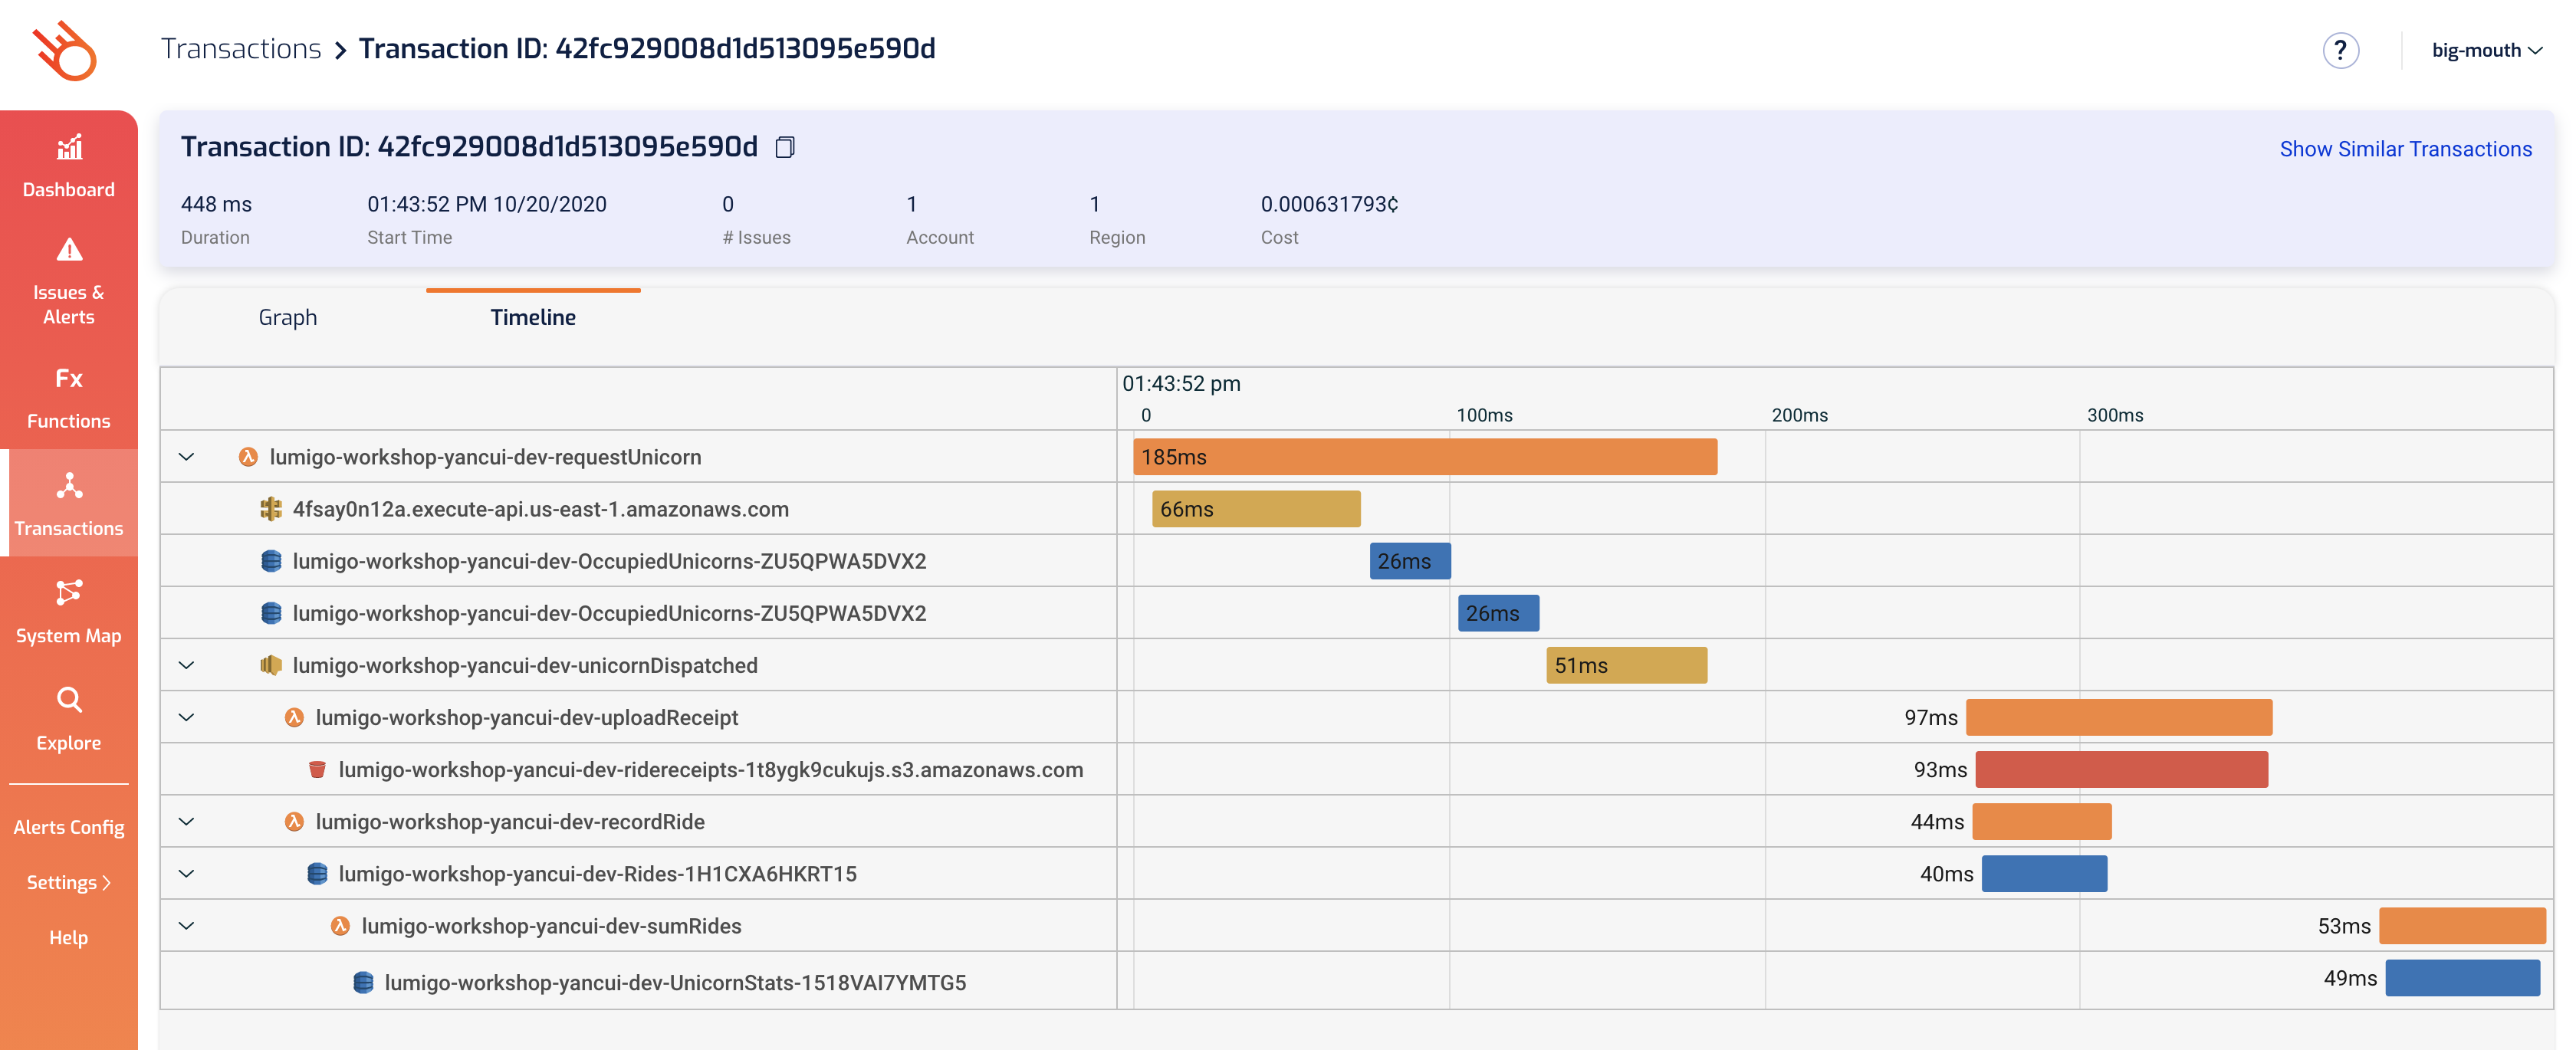 Transactions > Transaction ID: 42fc929008d1d513095e590d
? big-mouth
Dashboard
Issues &
Alerts
Fx
Functions
Transactions
System Map
Explore
Alerts Config
Settings >
Help
Transaction ID: 42fc929008d1d513095e590d
Show Similar Transactions
448 ms 01:43:52 PM 10/20/2020 0 1 1 0.000631793¢
Duration Start Time # Issues Account Region Cost
Graph Timeline
01:43:52 pm
0 100ms 200ms 300ms
lumigo-workshop-yancui-dev-requestUnicorn 185ms
4fsay0n12a.execute-api.us-east-1.amazonaws.com 66ms
lumigo-workshop-yancui-dev-OccupiedUnicorns-ZU5QPWA5DVX2 26ms
lumigo-workshop-yancui-dev-OccupiedUnicorns-ZU5QPWA5DVX2 26ms
lumigo-workshop-yancui-dev-unicornDispatched 51ms
lumigo-workshop-yancui-dev-uploadReceipt 97ms
lumigo-workshop-yancui-dev-ridereceipts-1t8ygk9cukujs.s3.amazonaws.com 93ms
lumigo-workshop-yancui-dev-recordRide 44ms
lumigo-workshop-yancui-dev-Rides-1H1CXA6HKRT15 40ms
lumigo-workshop-yancui-dev-sumRides 53ms
lumigo-workshop-yancui-dev-UnicornStats-1518VAI7YMTG5 49ms